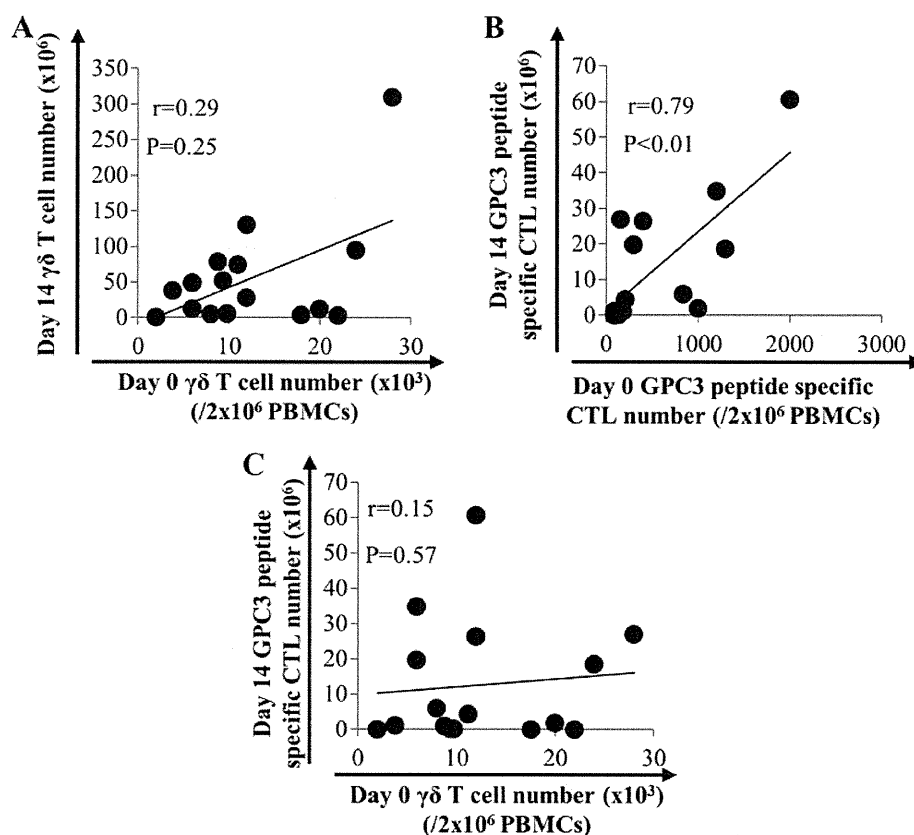 A
Day 14 γδ T cell number (x10⁶)
350
300
250
200
150
100
50
0
r=0.29
P=0.25
0
10
20
30
Day 0 γδ T cell number (x10³)
(/2x10⁶ PBMCs)
B
Day 14 GPC3 peptide
specific CTL number (x10⁶)
70
60
50
40
30
20
10
0
r=0.79
P<0.01
0
1000
2000
3000
Day 0 GPC3 peptide specific
CTL number (/2x10⁶ PBMCs)
C
Day 14 GPC3 peptide
specific CTL number (x10⁶)
70
60
50
40
30
20
10
0
r=0.15
P=0.57
0
10
20
30
Day 0 γδ T cell number (x10³)
(/2x10⁶ PBMCs)